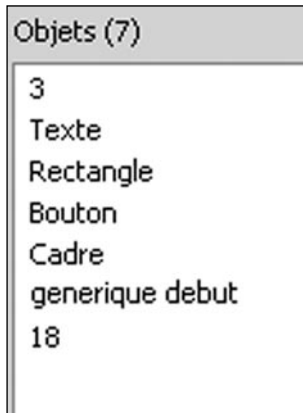 Objets (7)
3
Texte
Rectangle
Bouton
Cadre
generique debut
18